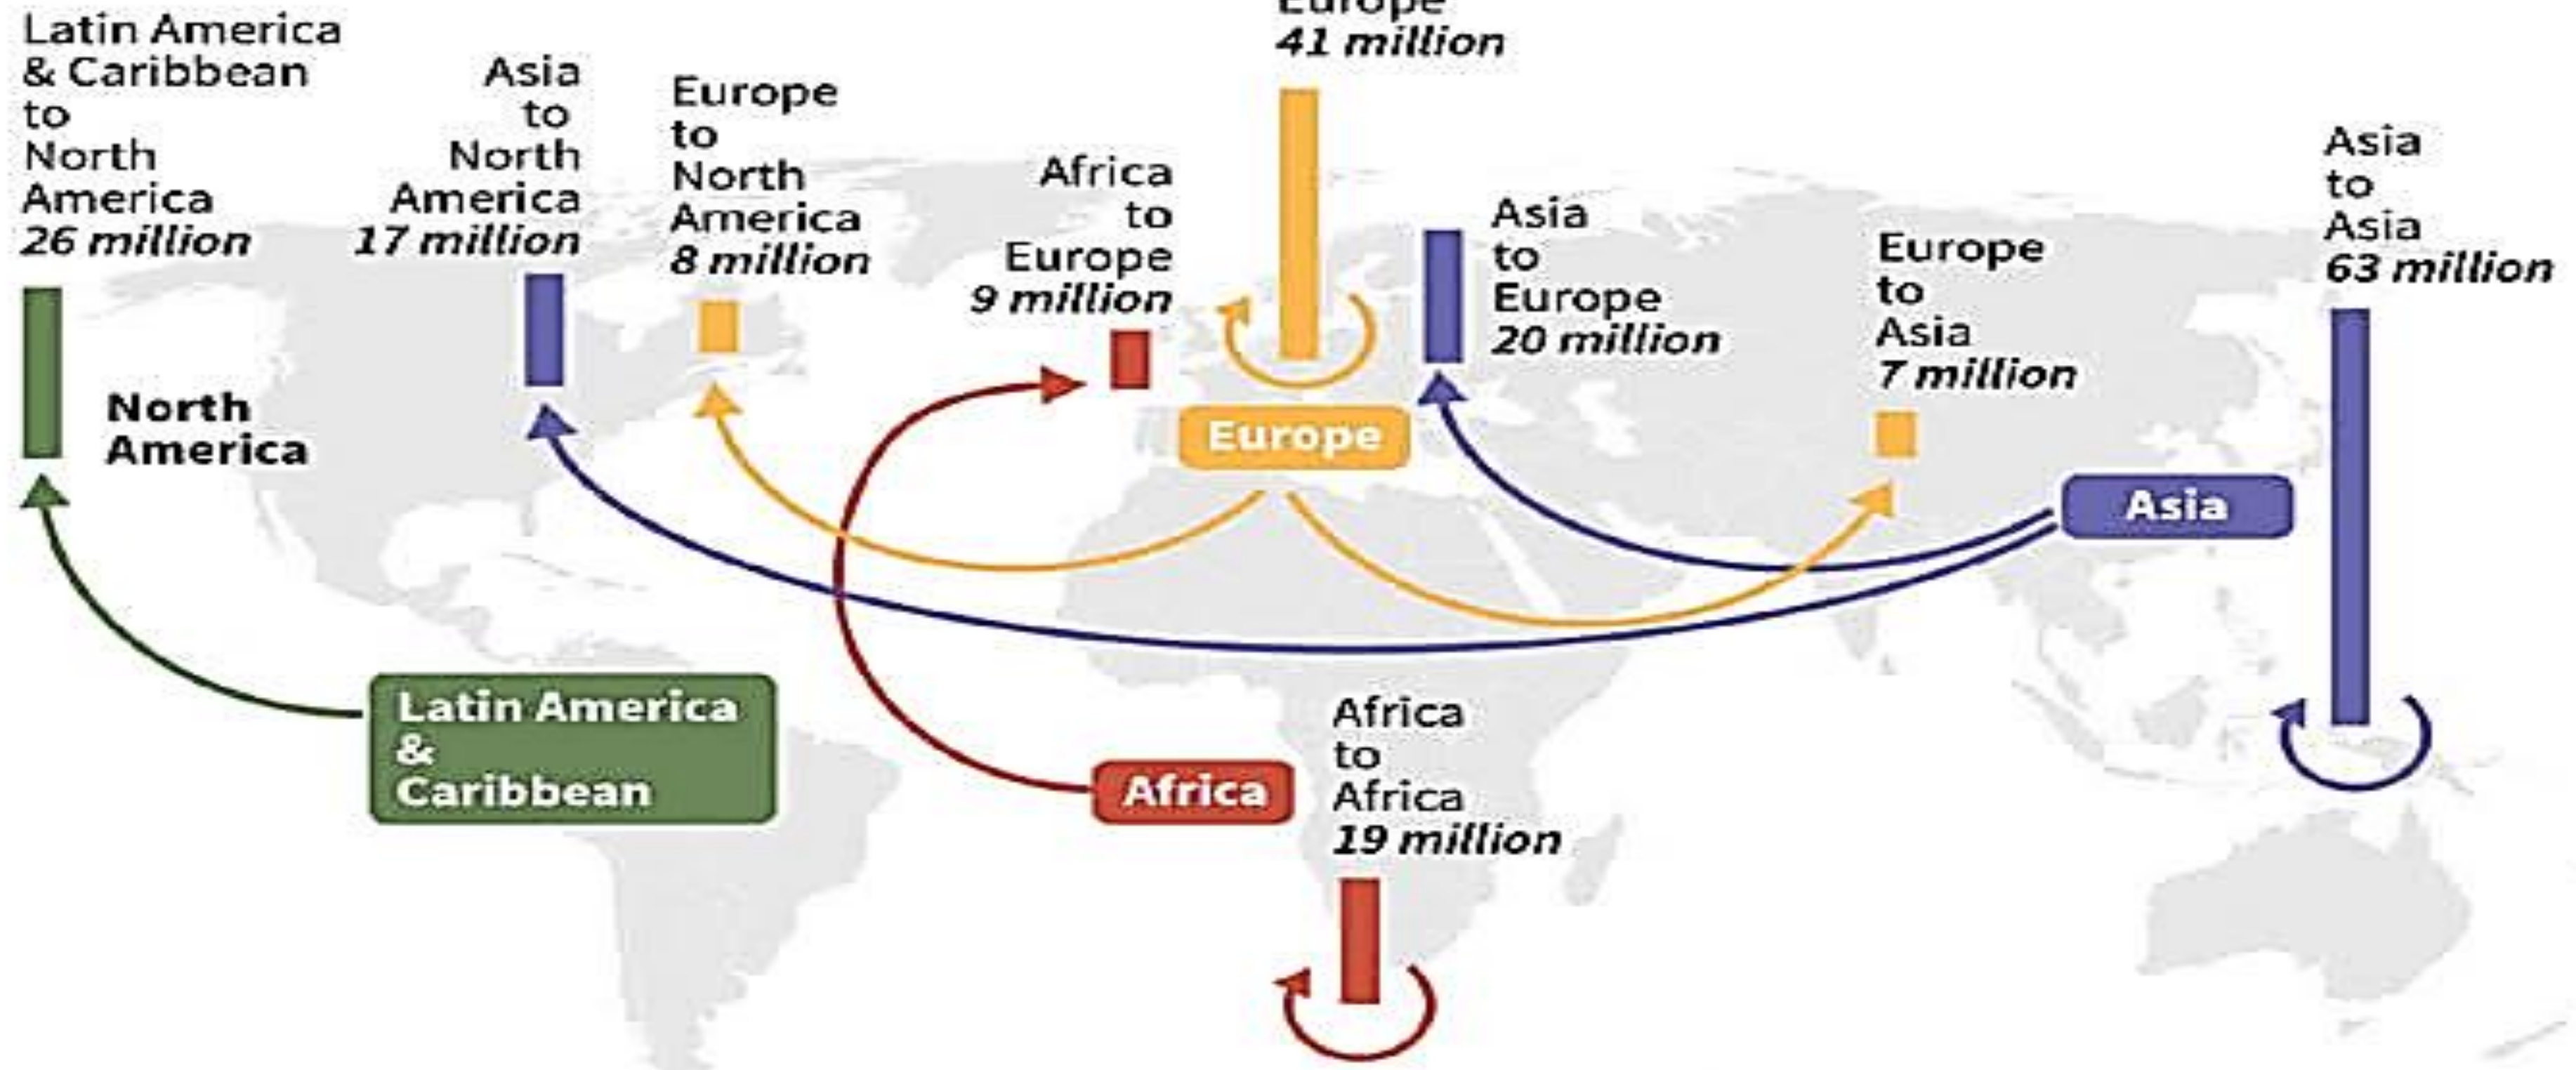 Latin America
& Caribbean
to
North
America
26 million
Asia
to
North
America
17 million
Europe
to
North
America
8 million
Africa
to
Europe
9 million
Europe
41 million
Asia
to
Europe
20 million
Europe
to
Asia
7 million
Asia
to
Asia
63 million
North
America
Europe
Asia
Latin America
&
Caribbean
Africa
Africa
to
Africa
19 million